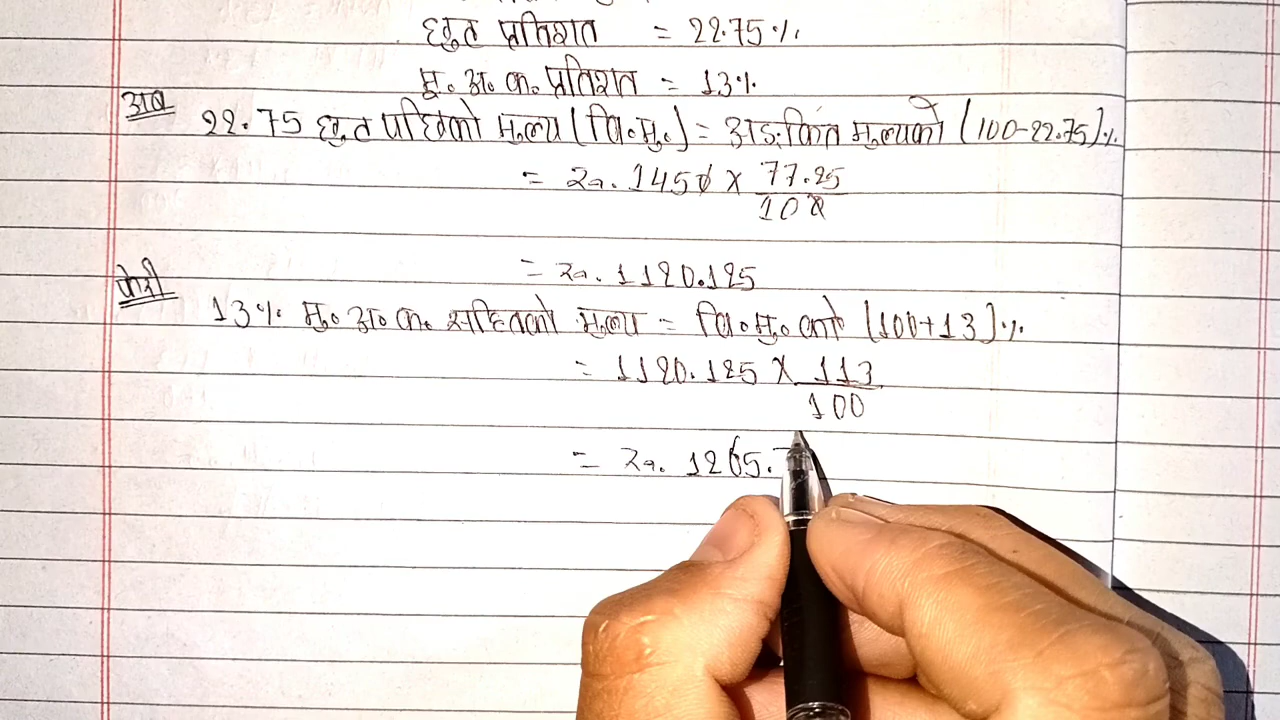 छुट प्रतिशत = 22.75%
मू. अ. क. प्रतिशत = 13%
अब
22.75 छुट पछिको मूल्य (वि.मू.) = अङ्कित मूल्यको (100-22.75)%
= रु. 1450 × 77.25
100
= रु. 1120.125
फेरी
13% मू. अ. क. सहितको मूल्य = वि.मू. को (100+13)%
= 1120.125 × 113
100
= रु. 1265.